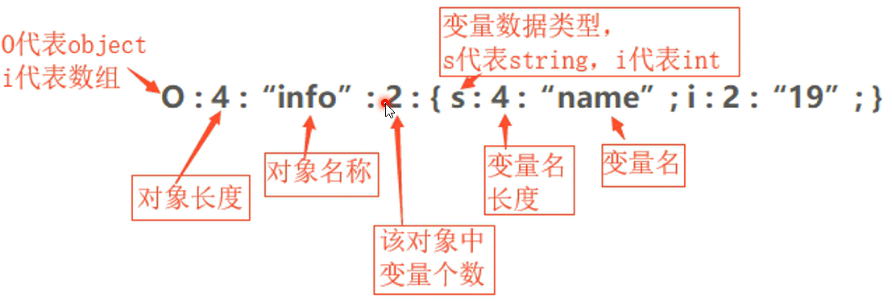 变量数据类型，
s代表string，i代表int
O代表object
i代表数组
O : 4 : “info” : 2 : { s : 4 : “name” ; i : 2 : “19” ; }
对象长度
对象名称
该对象中
变量个数
变量名
长度
变量名